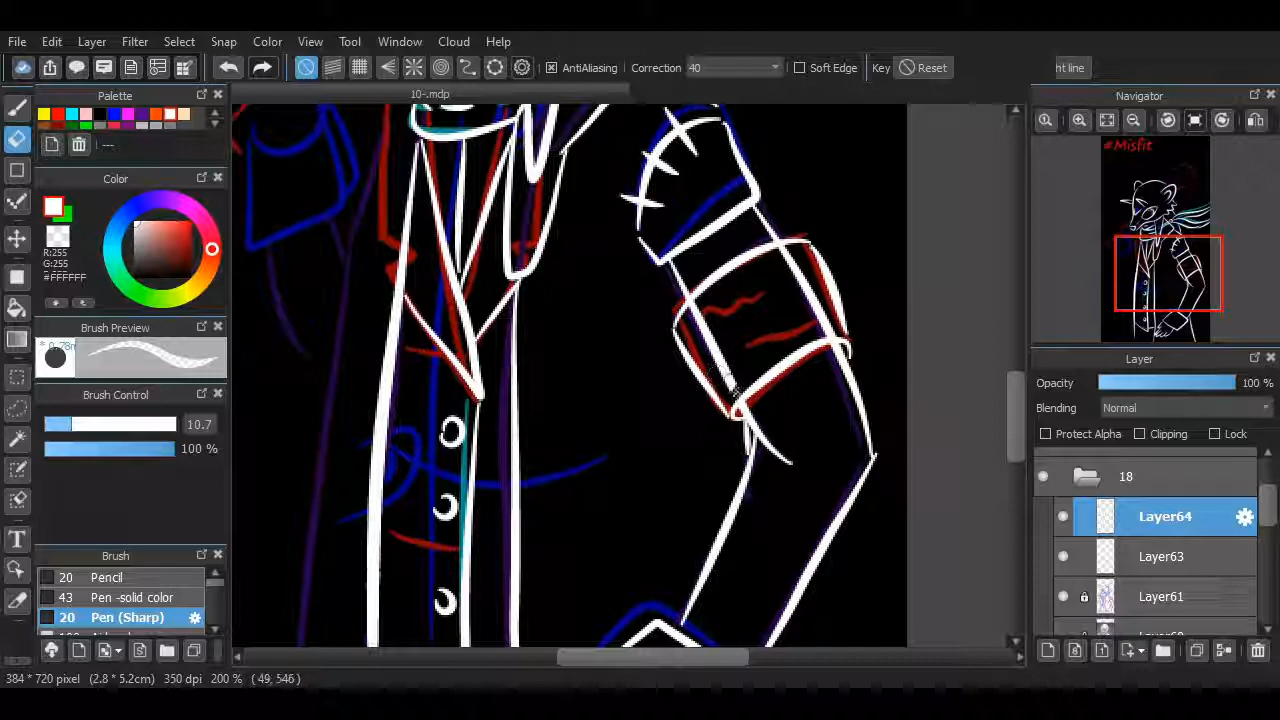 File Edit Layer Filter Select Snap Color View Tool Window Cloud Help
AntiAliasing Correction 40 Soft Edge Key Reset ht line
Palette
---
10-.mdp
Navigator
#Misfit
Color
R:255
G:255
B:255
#FFFFFF
Brush Preview
Brush Control
10.7
100 %
Layer
Opacity 100 %
Blending Normal
Protect Alpha Clipping Lock
18
Layer64
Layer63
Layer61
Brush
20 Pencil
43 Pen -solid color
20 Pen (Sharp)
384 * 720 pixel (2.8 * 5.2cm) 350 dpi 200 % ( 49, 546 )